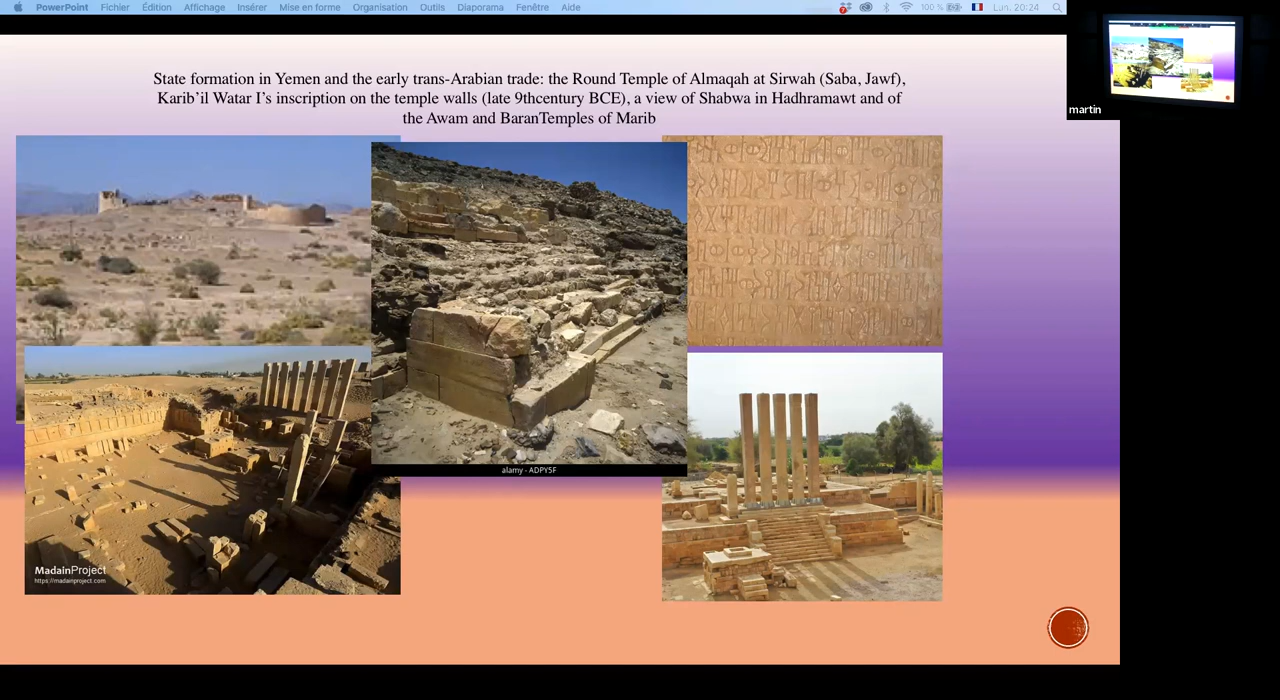 PowerPoint Fichier Édition Affichage Insérer Mise en forme Organisation Outils Diaporama Fenêtre Aide
7 100 % Lun. 20:24
State formation in Yemen and the early trans-Arabian trade: the Round Temple of Almaqah at Sirwah (Saba, Jawf),
Karib’il Watar I’s inscription on the temple walls (late 9thcentury BCE), a view of Shabwa in Hadhramawt and of
the Awam and BaranTemples of Marib
martin
alamy - ADPY5F
MadainProject
https://madainproject.com